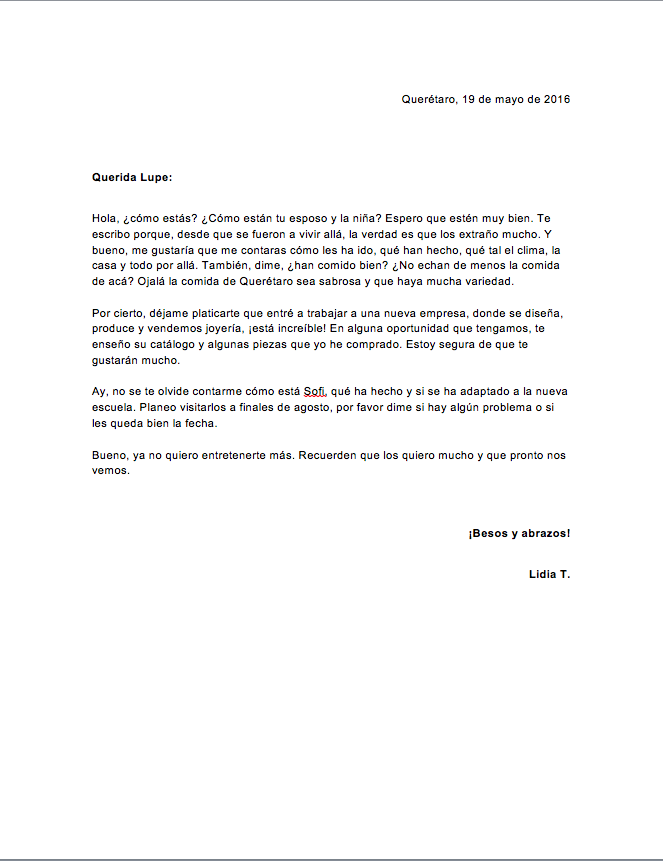 Querétaro, 19 de mayo de 2016
Querida Lupe:
Hola, ¿cómo estás? ¿Cómo están tu esposo y la niña? Espero que estén muy bien. Te
escribo porque, desde que se fueron a vivir allá, la verdad es que los extraño mucho. Y
bueno, me gustaría que me contaras cómo les ha ido, qué han hecho, qué tal el clima, la
casa y todo por allá. También, dime, ¿han comido bien? ¿No echan de menos la comida
de acá? Ojalá la comida de Querétaro sea sabrosa y que haya mucha variedad.
Por cierto, déjame platicarte que entré a trabajar a una nueva empresa, donde se diseña,
produce y vendemos joyería, ¡está increíble! En alguna oportunidad que tengamos, te
enseño su catálogo y algunas piezas que yo he comprado. Estoy segura de que te
gustarán mucho.
Ay, no se te olvide contarme cómo está Sofi, qué ha hecho y si se ha adaptado a la nueva
escuela. Planeo visitarlos a finales de agosto, por favor dime si hay algún problema o si
les queda bien la fecha.
Bueno, ya no quiero entretenerte más. Recuerden que los quiero mucho y que pronto nos
vemos.
¡Besos y abrazos!
Lidia T.